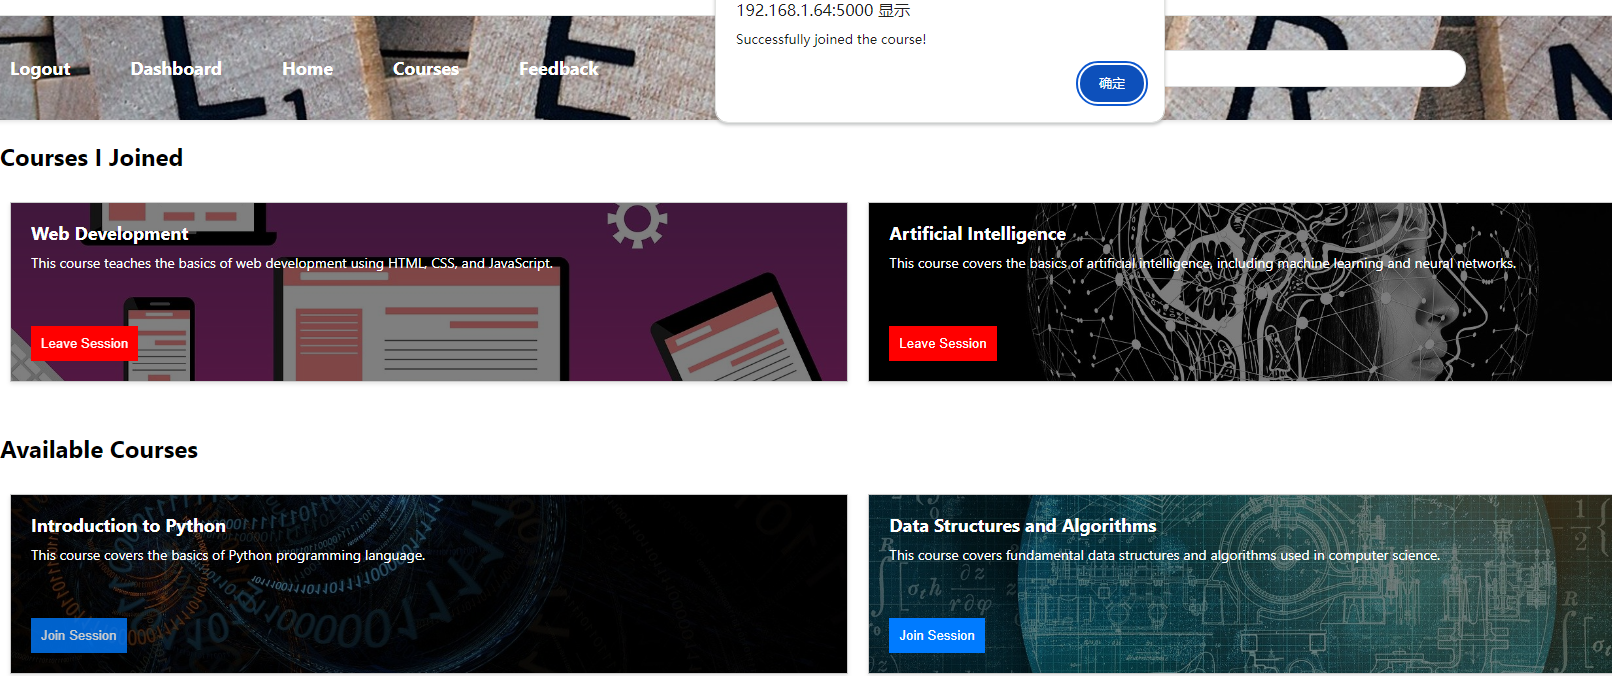 192.168.1.64:5000 显示
Successfully joined the course!
确定
Logout Dashboard Home Courses Feedback
Courses I Joined
Web Development
This course teaches the basics of web development using HTML, CSS, and JavaScript.
Leave Session
Artificial Intelligence
This course covers the basics of artificial intelligence, including machine learning and neural networks.
Leave Session
Available Courses
Introduction to Python
This course covers the basics of Python programming language.
Join Session
Data Structures and Algorithms
This course covers fundamental data structures and algorithms used in computer science.
Join Session